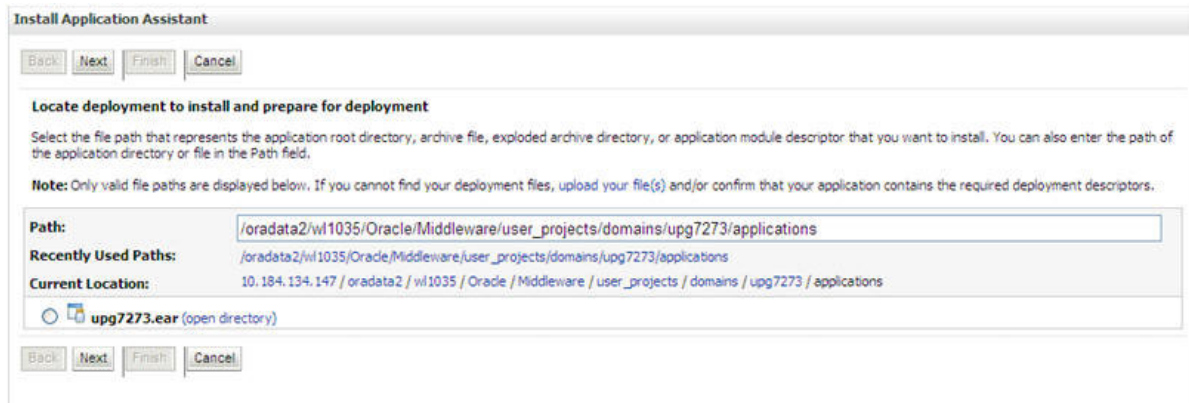 Install Application Assistant
Back Next Finish Cancel
Locate deployment to install and prepare for deployment
Select the file path that represents the application root directory, archive file, exploded archive directory, or application module descriptor that you want to install. You can also enter the path of
the application directory or file in the Path field.
Note: Only valid file paths are displayed below. If you cannot find your deployment files, upload your file(s) and/or confirm that your application contains the required deployment descriptors.
Path: /oradata2/wl1035/Oracle/Middleware/user_projects/domains/upg7273/applications
Recently Used Paths: /oradata2/wl1035/Oracle/Middleware/user_projects/domains/upg7273/applications
Current Location: 10.184.134.147 / oradata2 / wl1035 / Oracle / Middleware / user_projects / domains / upg7273 / applications
upg7273.ear (open directory)
Back Next Finish Cancel